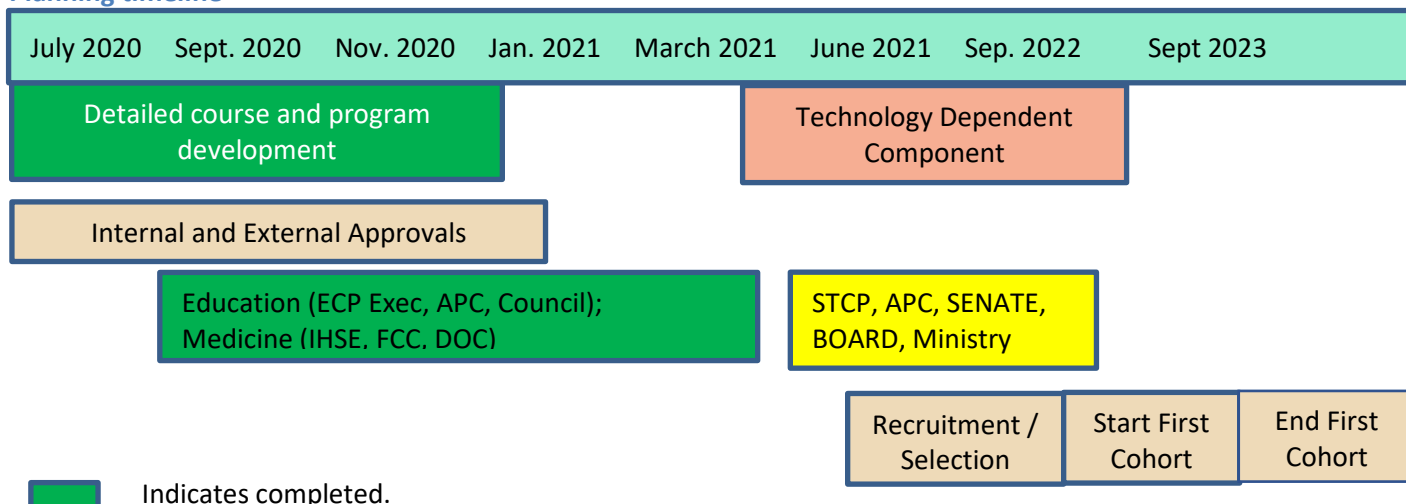 Planning timeline
July 2020 Sept. 2020 Nov. 2020 Jan. 2021 March 2021 June 2021 Sep. 2022 Sept 2023
Detailed course and program
development
Technology Dependent
Component
Internal and External Approvals
Education (ECP Exec, APC, Council);
Medicine (IHSE, FCC, DOC)
STCP, APC, SENATE,
BOARD, Ministry
Recruitment /
Selection
Start First
Cohort
End First
Cohort
Indicates completed.